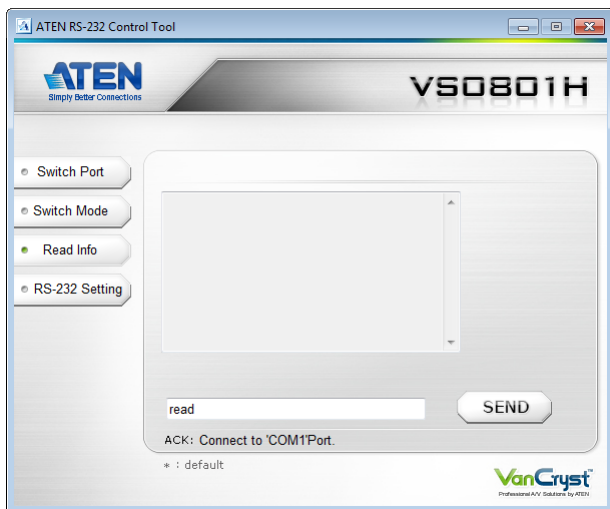 ATEN RS-232 Control Tool
ATEN
Simply Better Connections
VS0801H
Switch Port
Switch Mode
Read Info
RS-232 Setting
read
SEND
ACK: Connect to 'COM1'Port.
* : default
VanCryst™
Professional A/V Solutions by ATEN